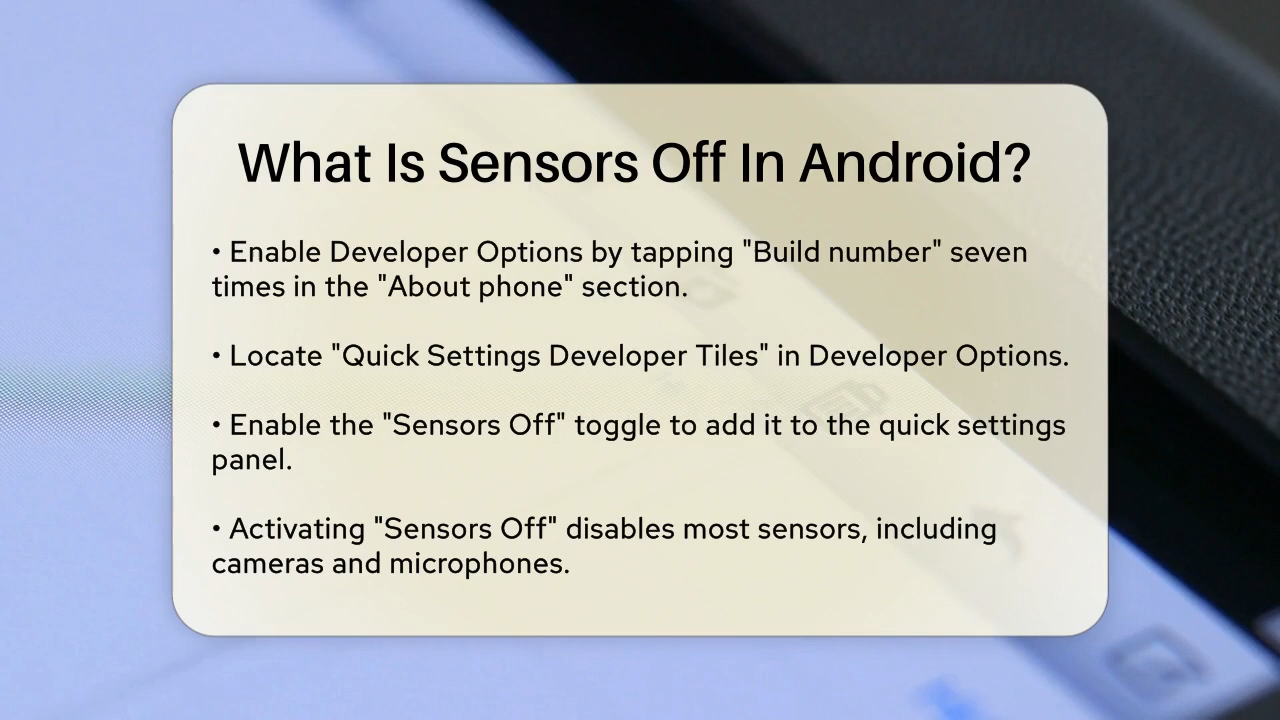 What Is Sensors Off In Android?
• Enable Developer Options by tapping "Build number" seven
times in the "About phone" section.
• Locate "Quick Settings Developer Tiles" in Developer Options.
• Enable the "Sensors Off" toggle to add it to the quick settings
panel.
• Activating "Sensors Off" disables most sensors, including
cameras and microphones.